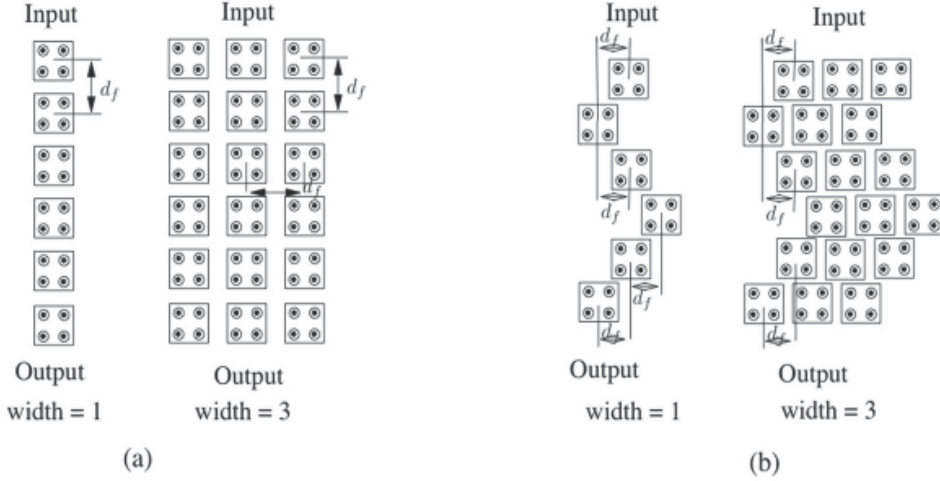 Input
Input
d_f
d_f
d_f
Output
Output
width = 1
width = 3
(a)
Input
Input
d_f
d_f
d_f
d_f
d_f
d_f
d_f
Output
Output
width = 1
width = 3
(b)